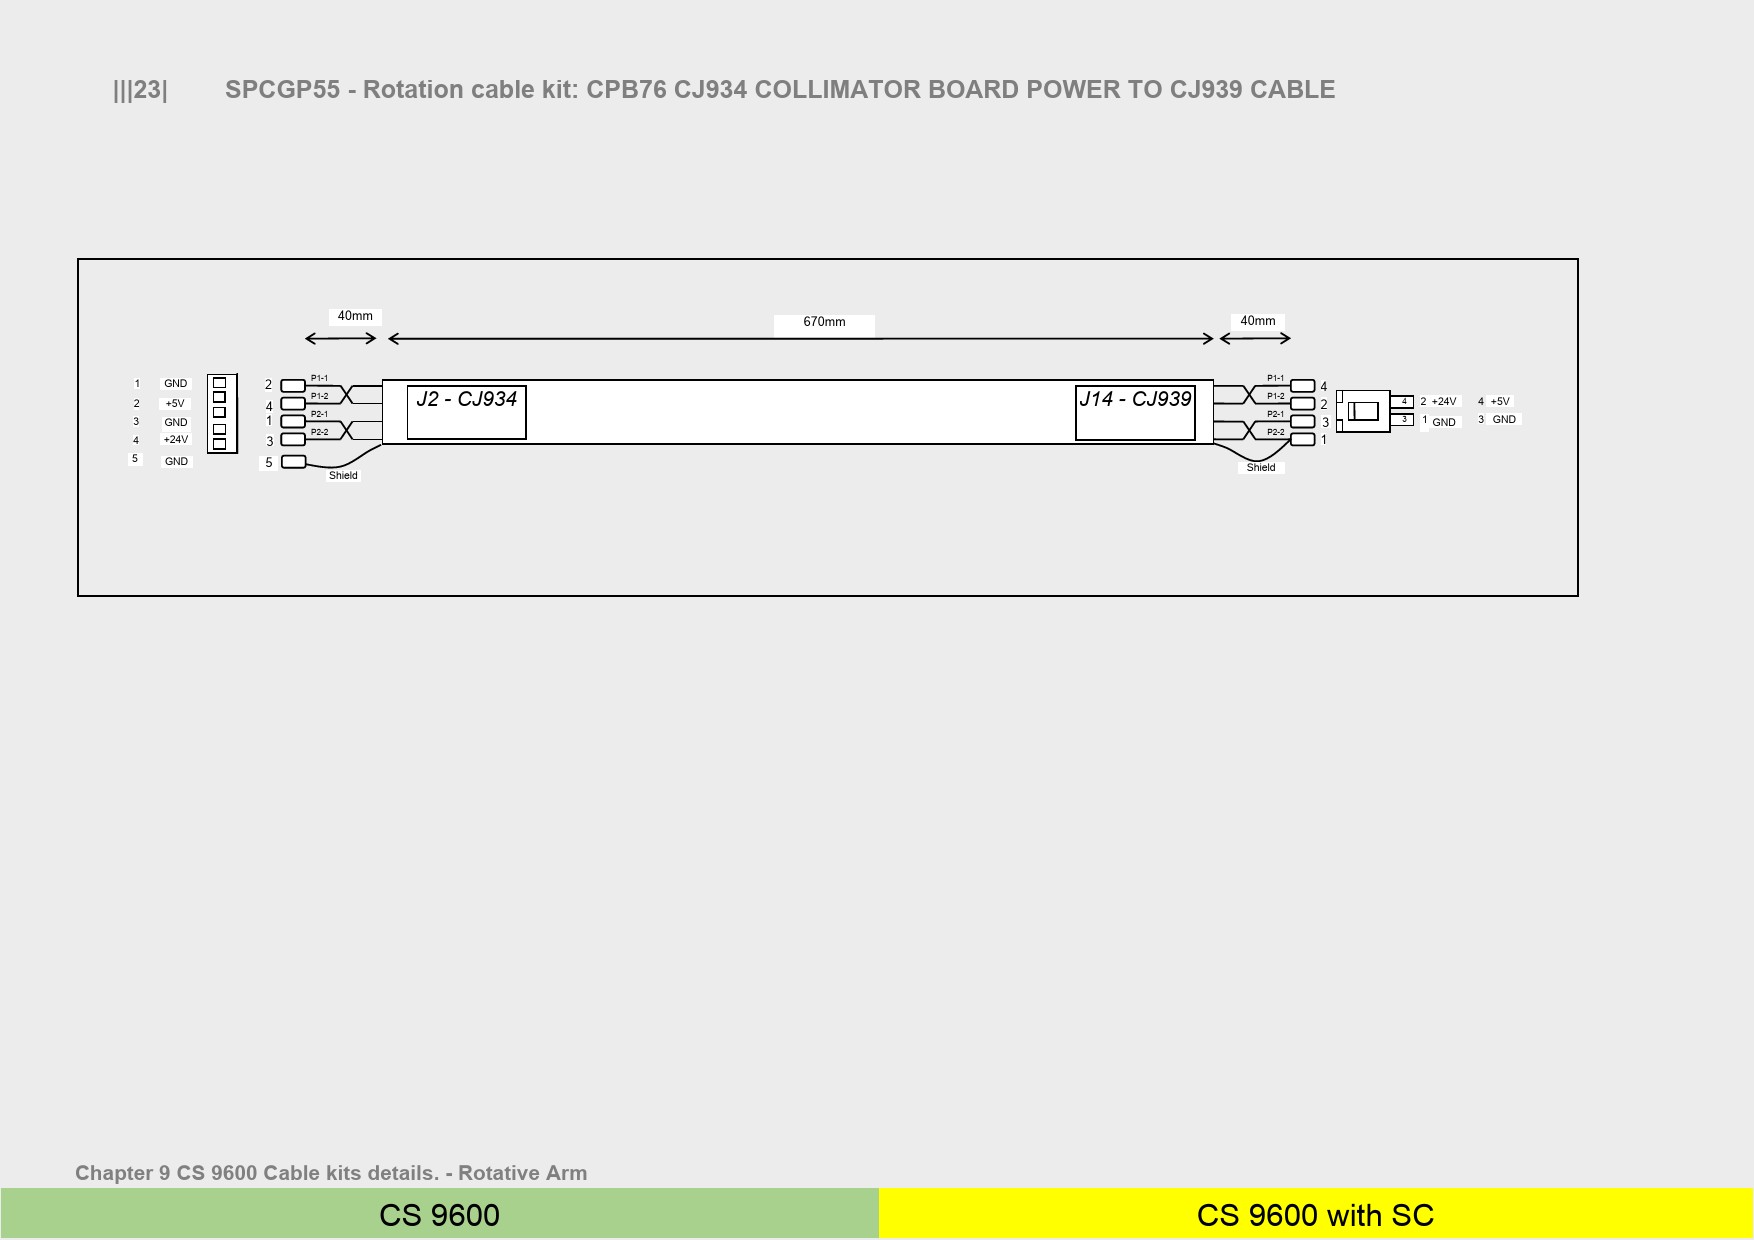 |||23| SPCGP55 - Rotation cable kit: CPB76 CJ934 COLLIMATOR BOARD POWER TO CJ939 CABLE
40mm 670mm 40mm
1 GND 2 P1-1 J2 - CJ934 J14 - CJ939 P1-1 4
2 +5V 4 P1-2 P1-2 2 4 2 +24V 4 +5V
3 GND 1 P2-1 P2-1 3 3 1 GND 3 GND
4 +24V 3 P2-2 P2-2 1
5 GND 5 Shield Shield
Chapter 9 CS 9600 Cable kits details. - Rotative Arm
CS 9600 CS 9600 with SC